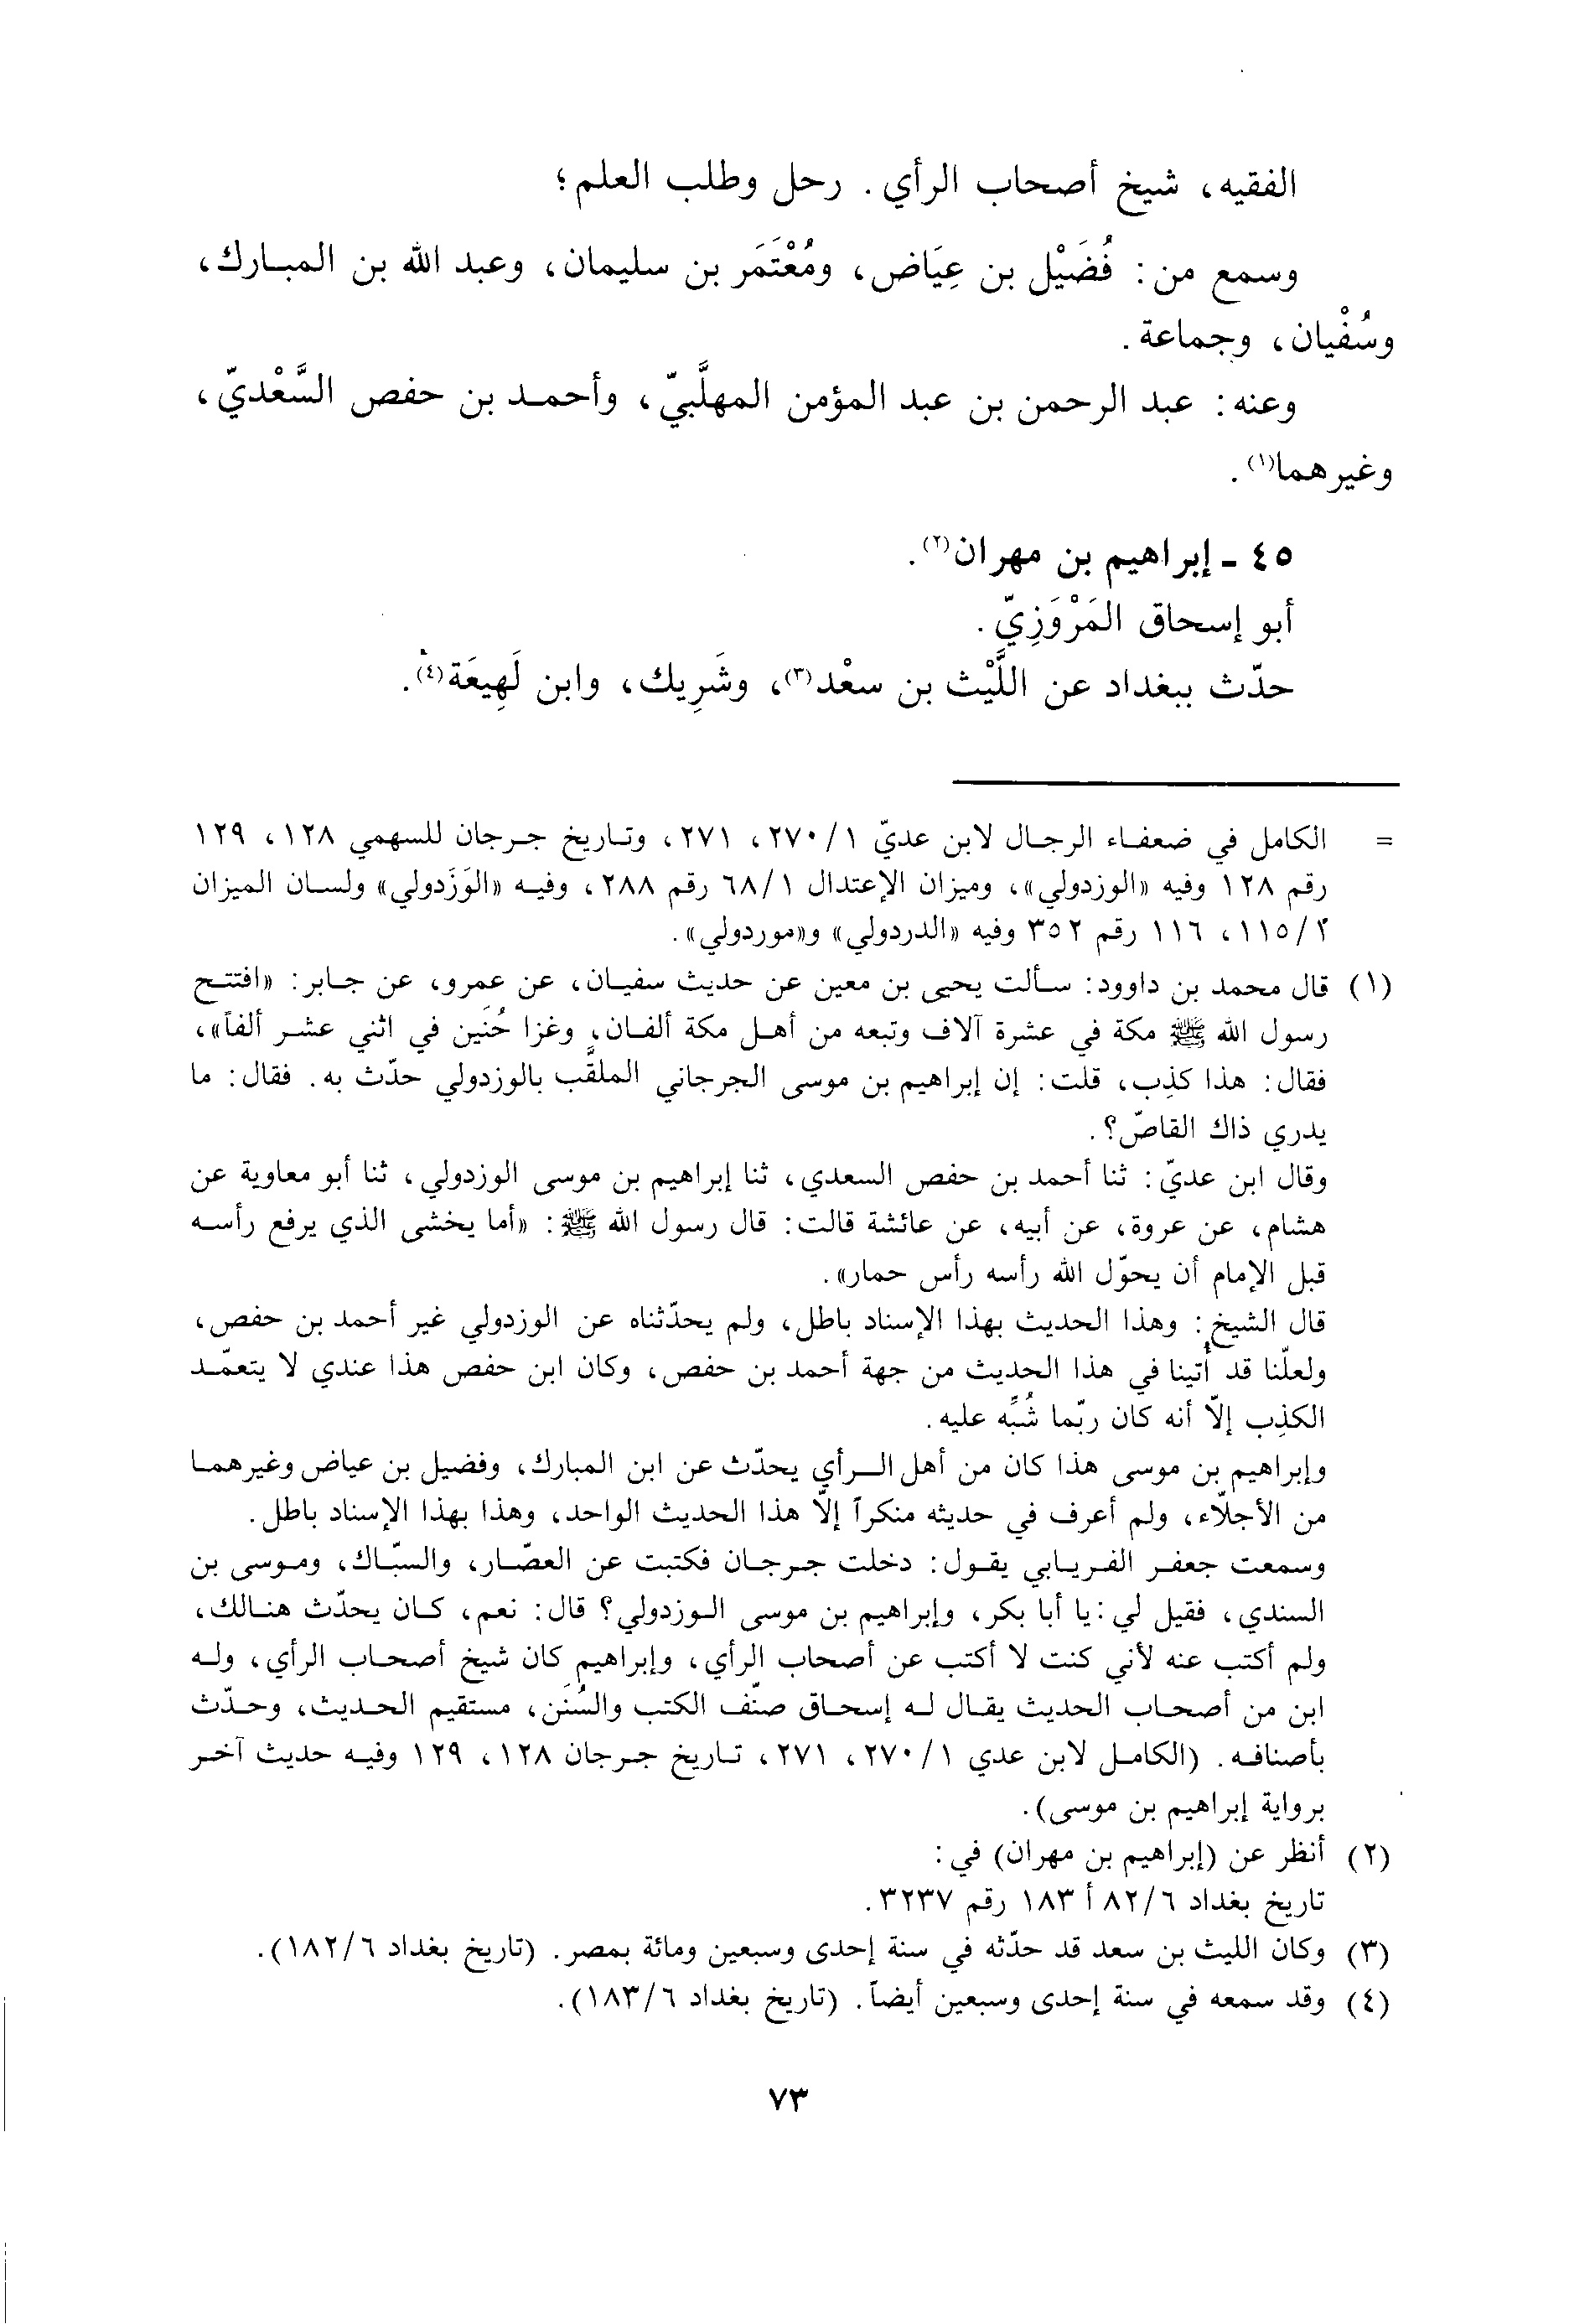 الفقيه، شيخ أصحاب الرأي. رحل وطلب العلم؛
وسمع من: فُضَيْل بن عِيَاض، ومُعْتَمَر بن سليمان، وعبد الله بن المبارك،
وسُفْيان، وجماعة.
وعنه: عبد الرحمن بن عبد المؤمن المهلَّبيّ، وأحمد بن حفص السَّعْديّ،
وغيرهما(١).
٤٥ - إبراهيم بن مهران(٢).
أبو إسحاق المَرْوَزِيّ.
حدّث ببغداد عن اللَّيْث بن سعْد(٣)، وشَرِيك، وابن لَهِيعَة(٤).
= الكامل في ضعفاء الرجال لابن عديّ ١/ ٢٧٠، ٢٧١، وتاريخ جرجان للسهمي ١٢٨، ١٢٩
رقم ١٢٨ وفيه «الوزدولي»، وميزان الإعتدال ١/ ٦٨ رقم ٢٨٨، وفيه «الوَزَدولي» ولسان الميزان
٢/ ١١٥، ١١٦ رقم ٣٥٢ وفيه «الدردولي» و«موردولي».
(١) قال محمد بن داوود: سألت يحيى بن معين عن حديث سفيان، عن عمرو، عن جابر: «افتتح
رسول الله ﷺ مكة في عشرة آلاف وتبعه من أهل مكة ألفان، وغزا حُنَين في اثني عشر ألفاً»،
فقال: هذا كذِب، قلت: إن إبراهيم بن موسى الجرجاني الملقَّب بالوزدولي حدّث به. فقال: ما
يدري ذاك القاصّ؟.
وقال ابن عديّ: ثنا أحمد بن حفص السعدي، ثنا إبراهيم بن موسى الوزدولي، ثنا أبو معاوية عن
هشام، عن عروة، عن أبيه، عن عائشة قالت: قال رسول الله ﷺ: «أما يخشى الذي يرفع رأسه
قبل الإمام أن يحوّل الله رأسه رأس حمار».
قال الشيخ: وهذا الحديث بهذا الإسناد باطل، ولم يحدّثناه عن الوزدولي غير أحمد بن حفص،
ولعلّنا قد أتينا في هذا الحديث من جهة أحمد بن حفص، وكان ابن حفص هذا عندي لا يتعمّد
الكذِب إلّا أنه كان ربّما شُبِّه عليه.
وإبراهيم بن موسى هذا كان من أهل الرأي يحدّث عن ابن المبارك، وفضيل بن عياض وغيرهما
من الأجلّاء، ولم أعرف في حديثه منكراً إلّا هذا الحديث الواحد، وهذا بهذا الإسناد باطل.
وسمعت جعفر الفريابي يقول: دخلت جرجان فكتبت عن العصّار، والسبّاك، وموسى بن
السندي، فقيل لي: يا أبا بكر، وإبراهيم بن موسى الوزدولي؟ قال: نعم، كان يحدّث هنالك،
ولم أكتب عنه لأني كنت لا أكتب عن أصحاب الرأي، وإبراهيم كان شيخ أصحاب الرأي، وله
ابن من أصحاب الحديث يقال له إسحاق صنّف الكتب والسُنَن، مستقيم الحديث، وحدّث
بأصنافه. (الكامل لابن عدي ١/ ٢٧٠، ٢٧١، تاريخ جرجان ١٢٨، ١٢٩ وفيه حديث آخر
برواية إبراهيم بن موسى).
(٢) أنظر عن (إبراهيم بن مهران) في:
تاريخ بغداد ٦/ ٨٢ أ ١٨٣ رقم ٣٢٣٧.
(٣) وكان الليث بن سعد قد حدّثه في سنة إحدى وسبعين ومائة بمصر. (تاريخ بغداد ٦/ ١٨٢).
(٤) وقد سمعه في سنة إحدى وسبعين أيضاً. (تاريخ بغداد ٦/ ١٨٣).
٧٣